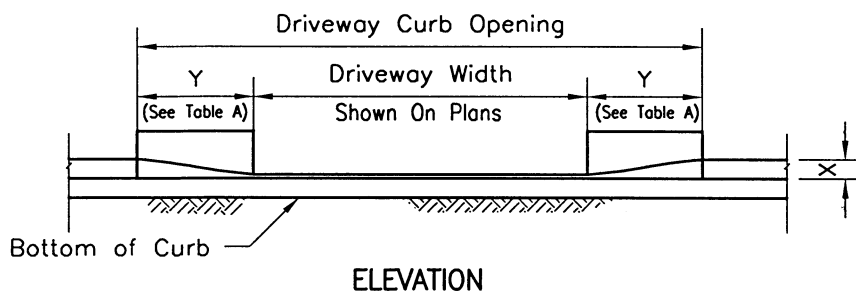 Driveway Curb Opening
Y
Driveway Width
Y
(See Table A)
Shown On Plans
(See Table A)
X
Bottom of Curb
ELEVATION